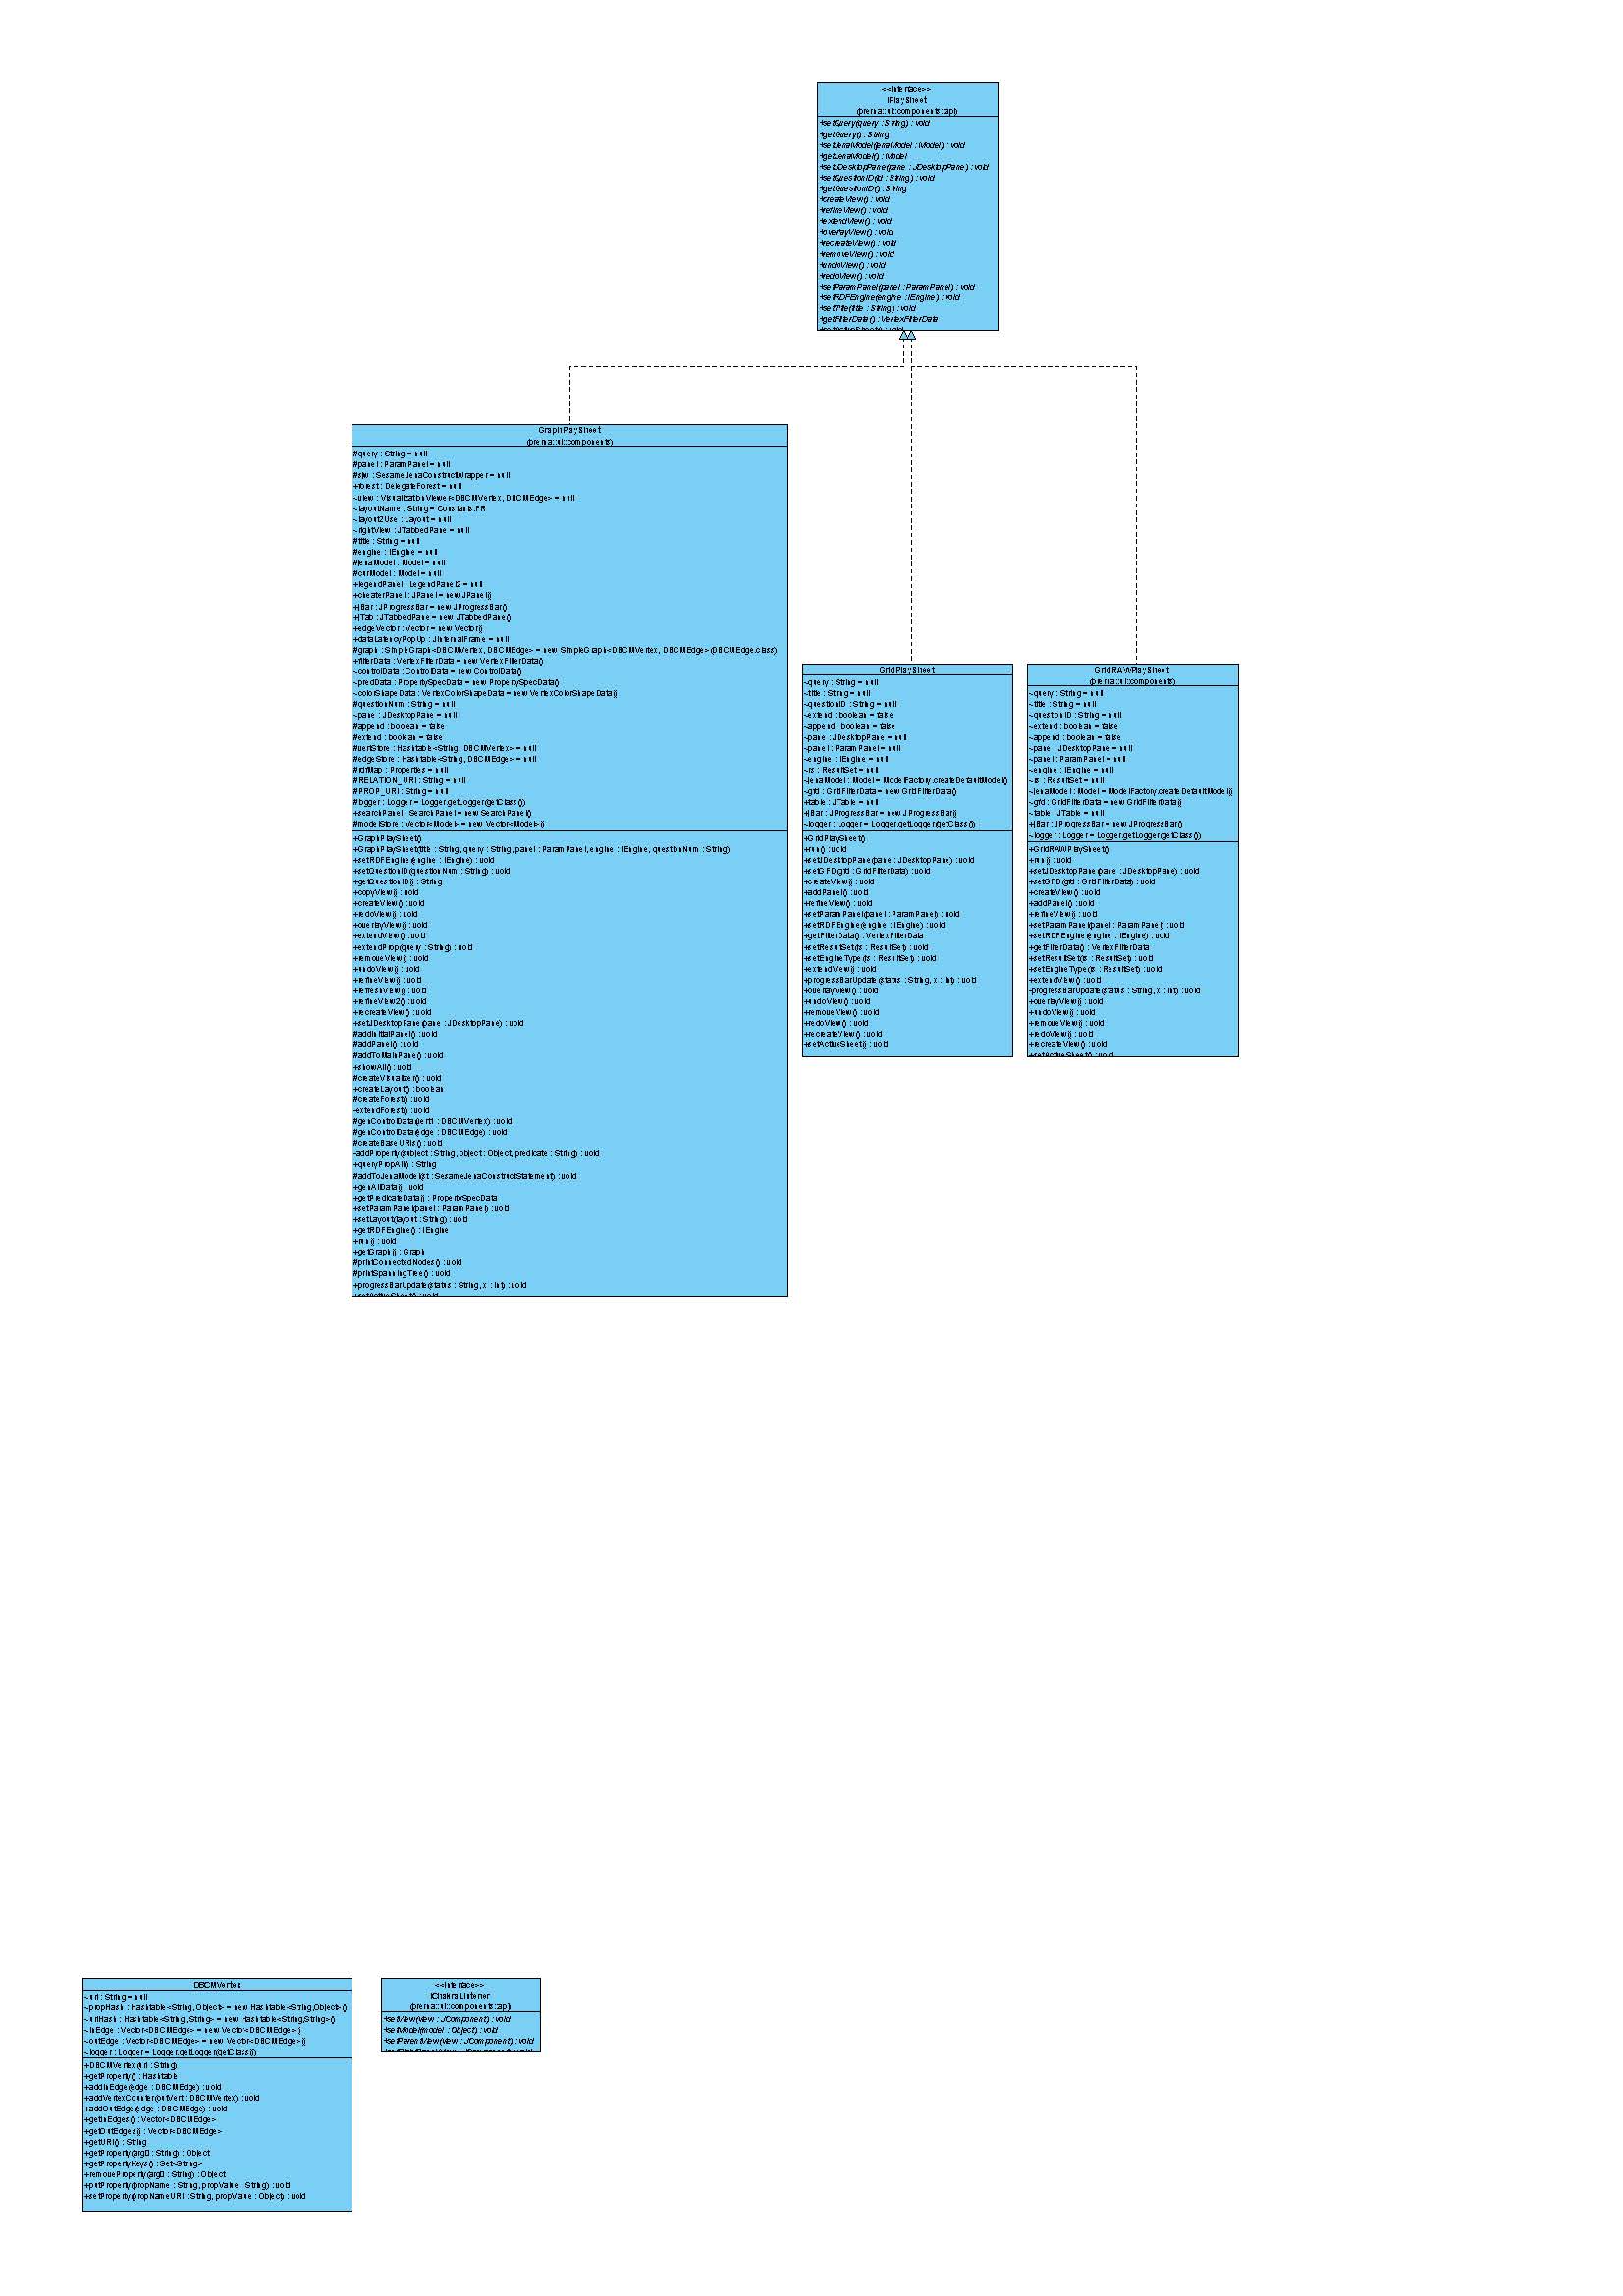 <<Interface>>
IPlaySheet
(prerna::ui::components::api)
+setQuery(query : String) : void
+getQuery() : String
+setJenaModel(jenaModel : Model) : void
+getJenaModel() : Model
+setJDesktopPane(pane : JDesktopPane) : void
+setQuestionID(id : String) : void
+getQuestionID() : String
+createView() : void
+refineView() : void
+extendView() : void
+overlayView() : void
+recreateView() : void
+removeView() : void
+undoView() : void
+redoView() : void
+setParamPanel(panel : ParamPanel) : void
+setRDFEngine(engine : IEngine) : void
+setTitle(title : String) : void
+getFilterData() : VertexFilterData
+setActiveSheet() : void
GraphPlaySheet
(prerna::ui::components)
#query : String = null
#panel : ParamPanel = null
#sjw : SesameJenaConstructWrapper = null
+forest : DelegateForest = null
~view : VisualizationViewer<DBCMVertex, DBCMEdge> = null
~layoutName : String = Constants.FR
~layout2Use : Layout = null
~rightView : JTabbedPane = null
#title : String = null
#engine : IEngine = null
#jenaModel : Model = null
#curModel : Model = null
+legendPanel : LegendPanel2 = null
+cheaterPanel : JPanel = new JPanel()
+jBar : JProgressBar = new JProgressBar()
+jTab : JTabbedPane = new JTabbedPane()
+edgeVector : Vector = new Vector()
+dataLatencyPopUp : JInternalFrame = null
#graph : SimpleGraph<DBCMVertex, DBCMEdge> = new SimpleGraph<DBCMVertex, DBCMEdge>(DBCMEdge.class)
+filterData : VertexFilterData = new VertexFilterData()
~controlData : ControlData = new ControlData()
~predData : PropertySpecData = new PropertySpecData()
~colorShapeData : VertexColorShapeData = new VertexColorShapeData()
#questionNum : String = null
~pane : JDesktopPane = null
#append : boolean = false
#extend : boolean = false
#vertStore : Hashtable<String, DBCMVertex> = null
#edgeStore : Hashtable<String, DBCMEdge> = null
#rdfMap : Properties = null
#RELATION_URI : String = null
#PROP_URI : String = null
#logger : Logger = Logger.getLogger(getClass())
+searchPanel : SearchPanel = new SearchPanel()
#modelStore : Vector<Model> = new Vector<Model>()
+GraphPlaySheet()
+GraphPlaySheet(title : String, query : String, panel : ParamPanel, engine : IEngine, questionNum : String)
+setRDFEngine(engine : IEngine) : void
+setQuestionID(questionNum : String) : void
+getQuestionID() : String
+copyView() : void
+createView() : void
+redoView() : void
+overlayView() : void
+extendView() : void
+extendProp(query : String) : void
+removeView() : void
+undoView() : void
+refineView() : void
+refreshView() : void
+refineView2() : void
+recreateView() : void
+setJDesktopPane(pane : JDesktopPane) : void
#addInitialPanel() : void
#addPanel() : void
#addToMainPane() : void
+showAll() : void
#createVisualizer() : void
+createLayout() : boolean
#createForest() : void
-extendForest() : void
#genControlData(vert1 : DBCMVertex) : void
#genControlData(edge : DBCMEdge) : void
#createBaseURIs() : void
-addProperty(subject : String, object : Object, predicate : String) : void
+queryPropAll() : String
#addToJenaModel(st : SesameJenaConstructStatement) : void
+genAllData() : void
+getPredicateData() : PropertySpecData
+setParamPanel(panel : ParamPanel) : void
+setLayout(layout : String) : void
+getRDFEngine() : IEngine
+run() : void
+getGraph() : Graph
#printConnectedNodes() : void
#printSpanningTree() : void
+progressBarUpdate(status : String, x : int) : void
+setActiveSheet() : void
GridPlaySheet
~query : String = null
~title : String = null
~questionID : String = null
~extend : boolean = false
~append : boolean = false
~pane : JDesktopPane = null
~panel : ParamPanel = null
~engine : IEngine = null
~rs : ResultSet = null
~jenaModel : Model = ModelFactory.createDefaultModel()
~gfd : GridFilterData = new GridFilterData()
+table : JTable = null
+jBar : JProgressBar = new JProgressBar()
~logger : Logger = Logger.getLogger(getClass())
+GridPlaySheet()
+run() : void
+setJDesktopPane(pane : JDesktopPane) : void
+setGFD(gfd : GridFilterData) : void
+createView() : void
+addPanel() : void
+refineView() : void
+setParamPanel(panel : ParamPanel) : void
+setRDFEngine(engine : IEngine) : void
+getFilterData() : VertexFilterData
+setResultSet(rs : ResultSet) : void
+setEngineType(rs : ResultSet) : void
+extendView() : void
+progressBarUpdate(status : String, x : int) : void
+overlayView() : void
+undoView() : void
+removeView() : void
+redoView() : void
+recreateView() : void
+setActiveSheet() : void
GridRAWPlaySheet
(prerna::ui::components)
~query : String = null
~title : String = null
~questionID : String = null
~extend : boolean = false
~append : boolean = false
~pane : JDesktopPane = null
~panel : ParamPanel = null
~engine : IEngine = null
~rs : ResultSet = null
~jenaModel : Model = ModelFactory.createDefaultModel()
~gfd : GridFilterData = new GridFilterData()
~table : JTable = null
+jBar : JProgressBar = new JProgressBar()
~logger : Logger = Logger.getLogger(getClass())
+GridRAWPlaySheet()
+run() : void
+setJDesktopPane(pane : JDesktopPane) : void
+setGFD(gfd : GridFilterData) : void
+createView() : void
+addPanel() : void
+refineView() : void
+setParamPanel(panel : ParamPanel) : void
+setRDFEngine(engine : IEngine) : void
+getFilterData() : VertexFilterData
+setResultSet(rs : ResultSet) : void
+setEngineType(rs : ResultSet) : void
+extendView() : void
-progressBarUpdate(status : String, x : int) : void
+overlayView() : void
+undoView() : void
+removeView() : void
+redoView() : void
+recreateView() : void
+setActiveSheet() : void
DBCMVertex
~uri : String = null
~propHash : Hashtable<String, Object> = new Hashtable<String,Object>()
~uriHash : Hashtable<String, String> = new Hashtable<String,String>()
~inEdge : Vector<DBCMEdge> = new Vector<DBCMEdge>()
~outEdge : Vector<DBCMEdge> = new Vector<DBCMEdge>()
~logger : Logger = Logger.getLogger(getClass())
+DBCMVertex(uri : String)
+getProperty() : Hashtable
+addInEdge(edge : DBCMEdge) : void
+addVertexCounter(outVert : DBCMVertex) : void
+addOutEdge(edge : DBCMEdge) : void
+getInEdges() : Vector<DBCMEdge>
+getOutEdges() : Vector<DBCMEdge>
+getURI() : String
+getProperty(arg0 : String) : Object
+getPropertyKeys() : Set<String>
+removeProperty(arg0 : String) : Object
+putProperty(propName : String, propValue : String) : void
+setProperty(propNameURI : String, propValue : Object) : void
<<Interface>>
IChakraListener
(prerna::ui::components::api)
+setView(view : JComponent) : void
+setModel(model : Object) : void
+setParentView(view : JComponent) : void